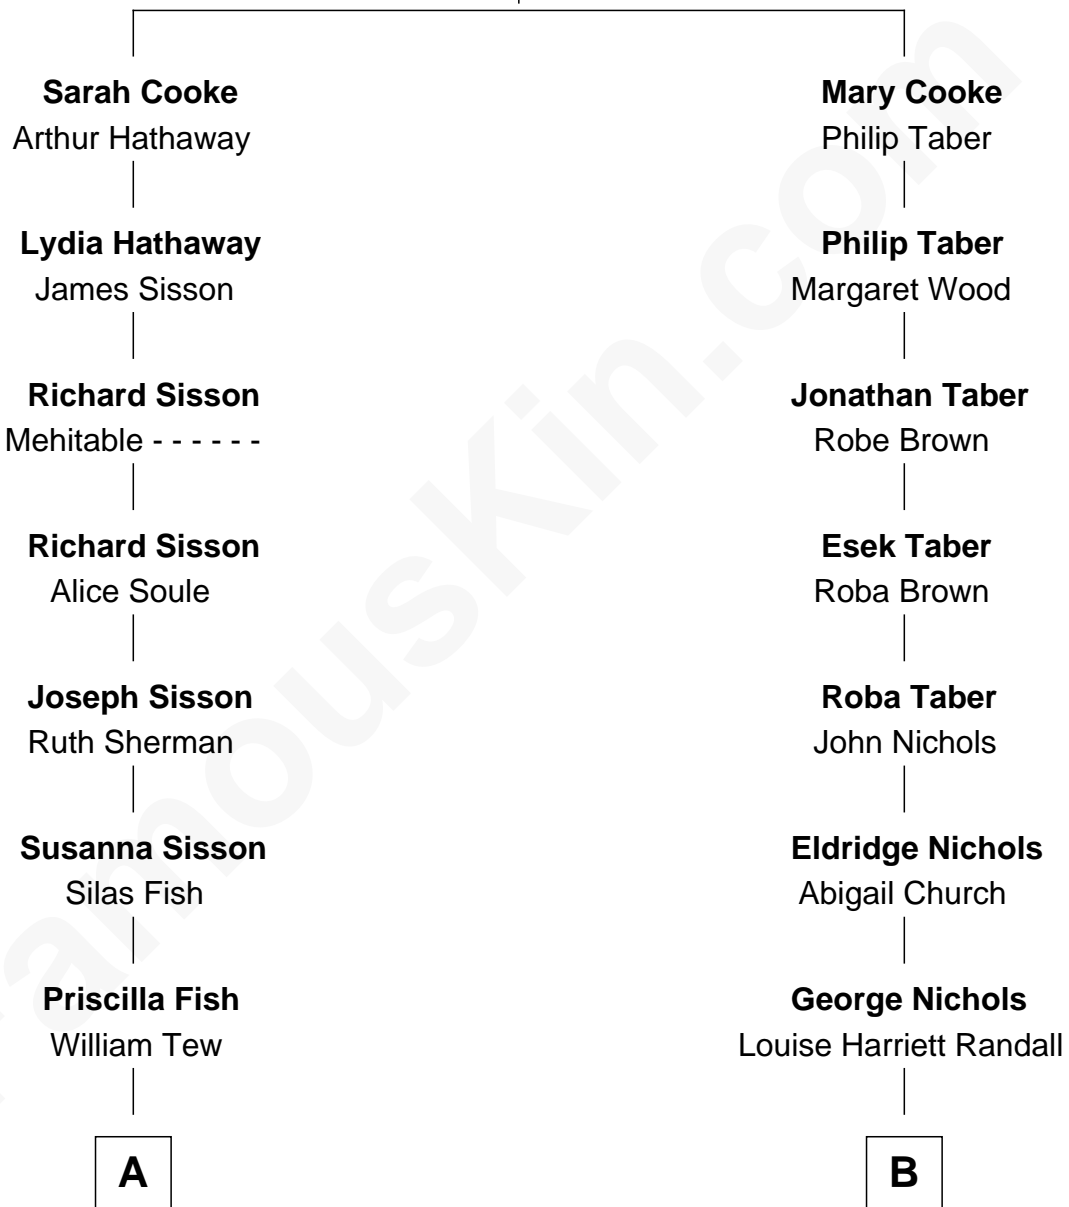 Sarah Cooke
Arthur Hathaway
Lydia Hathaway
James Sisson
Richard Sisson
Mehitable - - - - - -
Richard Sisson
Alice Soule
Joseph Sisson
Ruth Sherman
Susanna Sisson
Silas Fish
Priscilla Fish
William Tew
A
Mary Cooke
Philip Taber
Philip Taber
Margaret Wood
Jonathan Taber
Robe Brown
Esek Taber
Roba Brown
Roba Taber
John Nichols
Eldridge Nichols
Abigail Church
George Nichols
Louise Harriett Randall
B
FamousKin.com